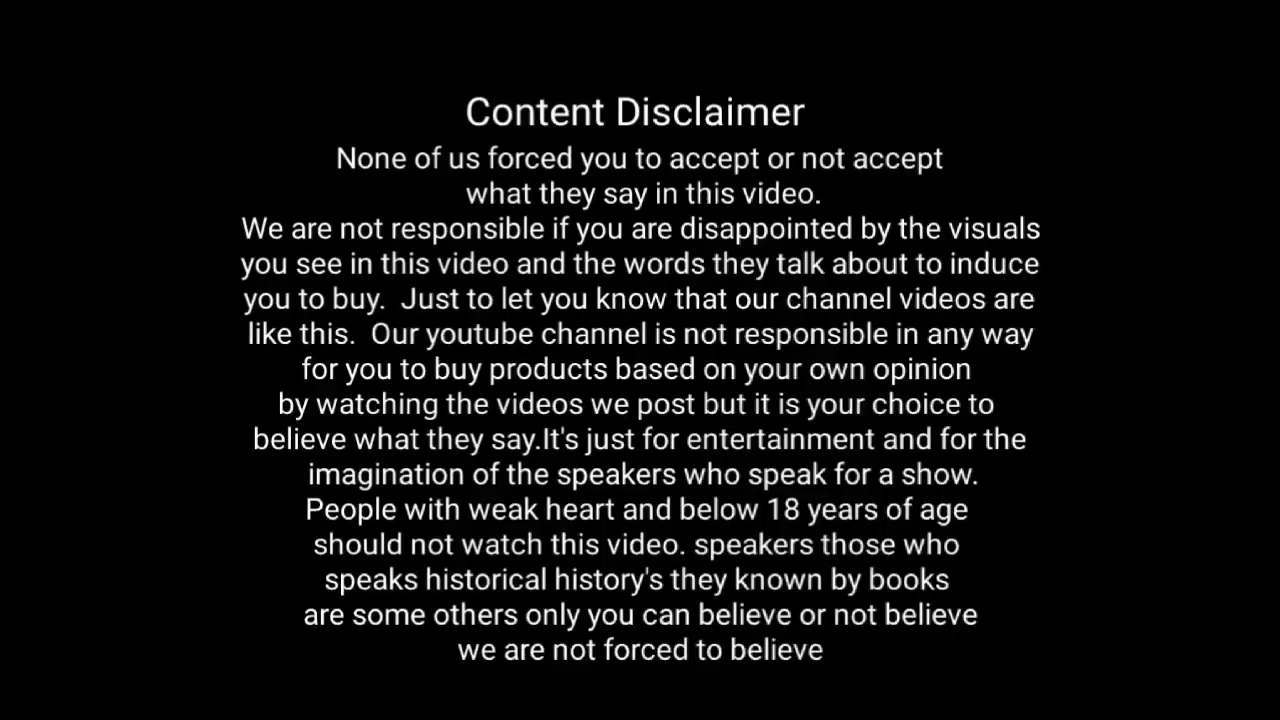 Content Disclaimer
None of us forced you to accept or not accept
what they say in this video.
We are not responsible if you are disappointed by the visuals
you see in this video and the words they talk about to induce
you to buy.  Just to let you know that our channel videos are
like this.  Our youtube channel is not responsible in any way
for you to buy products based on your own opinion
by watching the videos we post but it is your choice to
believe what they say.It's just for entertainment and for the
imagination of the speakers who speak for a show.
People with weak heart and below 18 years of age
should not watch this video. speakers those who
speaks historical history's they known by books
are some others only you can believe or not believe
we are not forced to believe